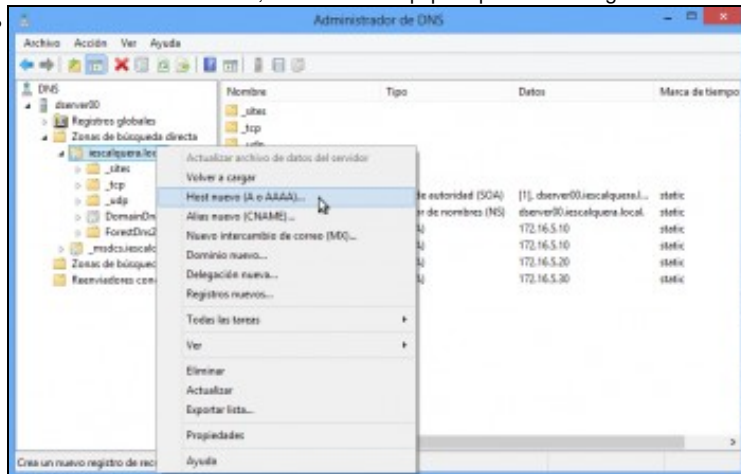 Administrador de DNS
Archivo Acción Ver Ayuda
DNS
dserver00
Registros globales
Zonas de búsqueda directa
iescalquera.loc
_sites
_tcp
_udp
DomainDn
ForestDnsZ
_msdcs.iescalc
Zonas de búsquec
Reenviadores con
Nombre Tipo Datos Marca de tiempo
_sites
_tcp
_udp
de autoridad (SOA) [1], dserver00.iescalquera.l... static
r de nombres (NS) dserver00.iescalquera.local. static
172.16.5.10 static
172.16.5.10 static
172.16.5.20 static
172.16.5.30 static
Actualizar archivo de datos del servidor
Volver a cargar
Host nuevo (A o AAAA)...
Alias nuevo (CNAME)...
Nuevo intercambio de correo (MX)...
Dominio nuevo...
Delegación nueva...
Registros nuevos...
Todas las tareas
Ver
Eliminar
Actualizar
Exportar lista...
Propiedades
Ayuda
Crea un nuevo registro de rec